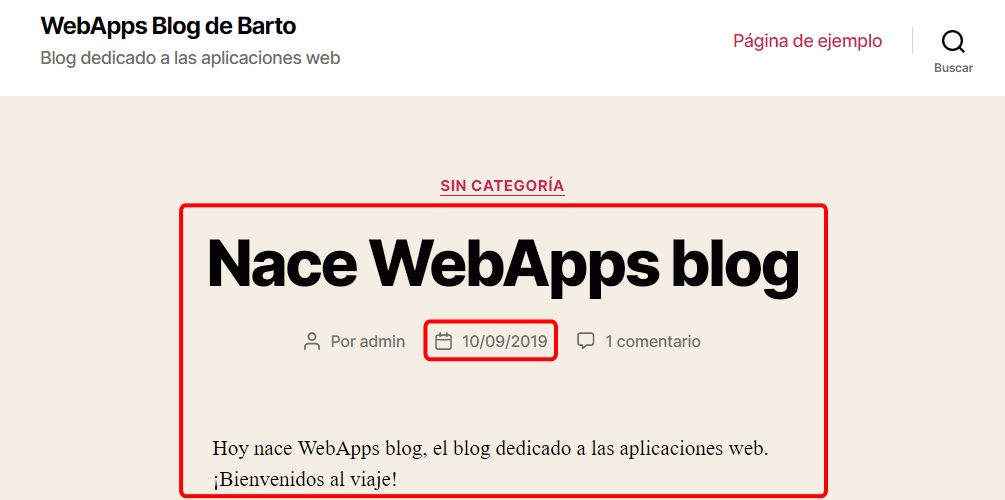 WebApps Blog de Barto
Blog dedicado a las aplicaciones web
Página de ejemplo
Buscar
SIN CATEGORÍA
Nace WebApps blog
Por admin 10/09/2019 1 comentario
Hoy nace WebApps blog, el blog dedicado a las aplicaciones web.
¡Bienvenidos al viaje!